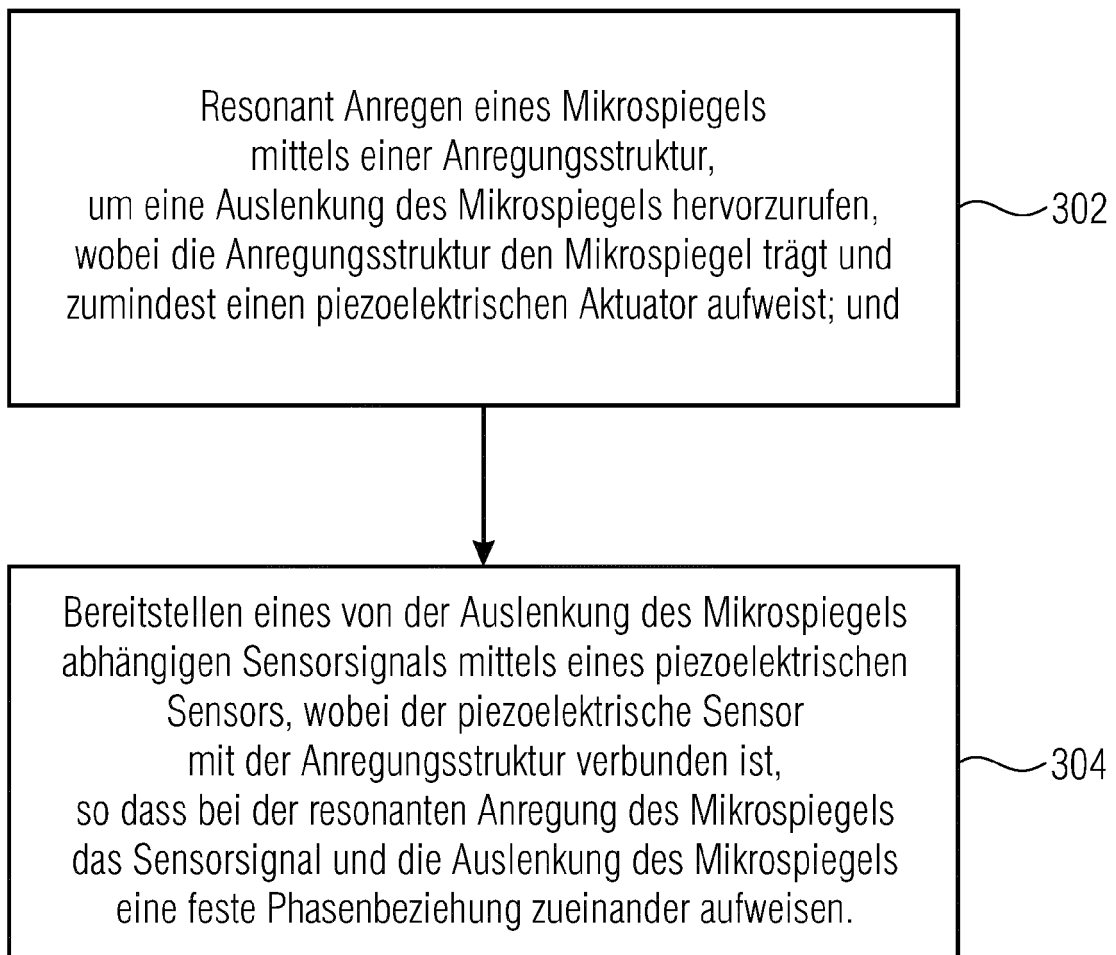 Resonant Anregen eines Mikrospiegels
mittels einer Anregungsstruktur,
um eine Auslenkung des Mikrospiegels hervorzurufen,
wobei die Anregungsstruktur den Mikrospiegel trägt und
zumindest einen piezoelektrischen Aktuator aufweist; und
302
Bereitstellen eines von der Auslenkung des Mikrospiegels
abhängigen Sensorsignals mittels eines piezoelektrischen
Sensors, wobei der piezoelektrische Sensor
mit der Anregungsstruktur verbunden ist,
so dass bei der resonanten Anregung des Mikrospiegels
das Sensorsignal und die Auslenkung des Mikrospiegels
eine feste Phasenbeziehung zueinander aufweisen.
304